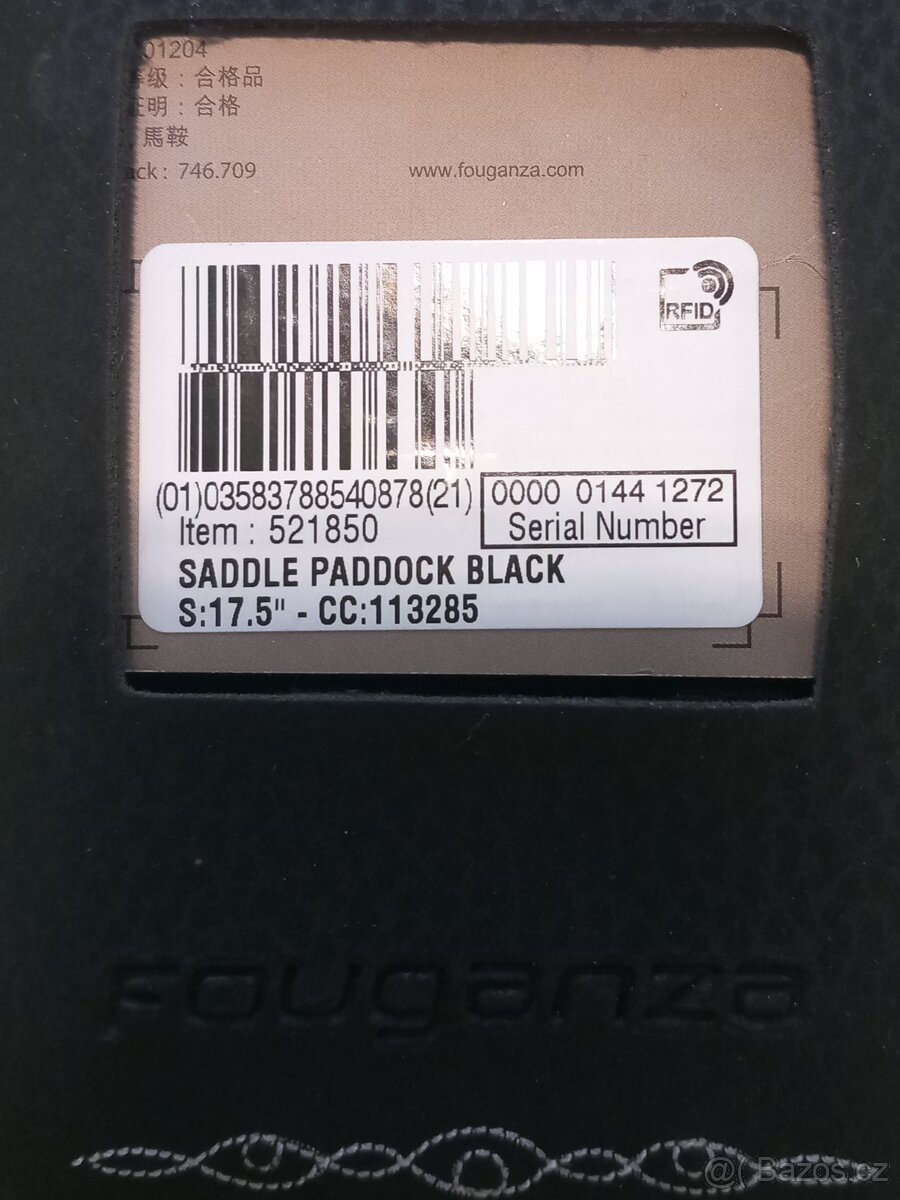 01204
等级：合格品
证明：合格
馬鞍
ack: 746.709
www.fouganza.com
RFID
(01)03583788540878(21)
0000 0144 1272
Item : 521850
Serial Number
SADDLE PADDOCK BLACK
S:17.5" - CC:113285
Fouganza
@( Bazos.cz